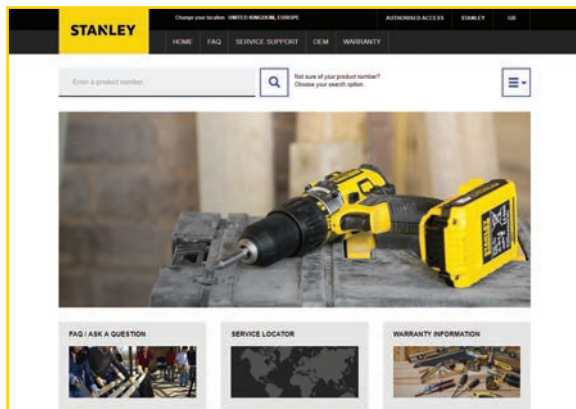 STANLEY
Change your location UNITED KINGDOM, EUROPE
AUTHORISED ACCESS
STANLEY
GB
HOME
FAQ
SERVICE SUPPORT
OEM
WARRANTY
Enter a product number
Not sure of your product number?
Choose your search option.
STANLEY
FAQ / ASK A QUESTION
SERVICE LOCATOR
WARRANTY INFORMATION